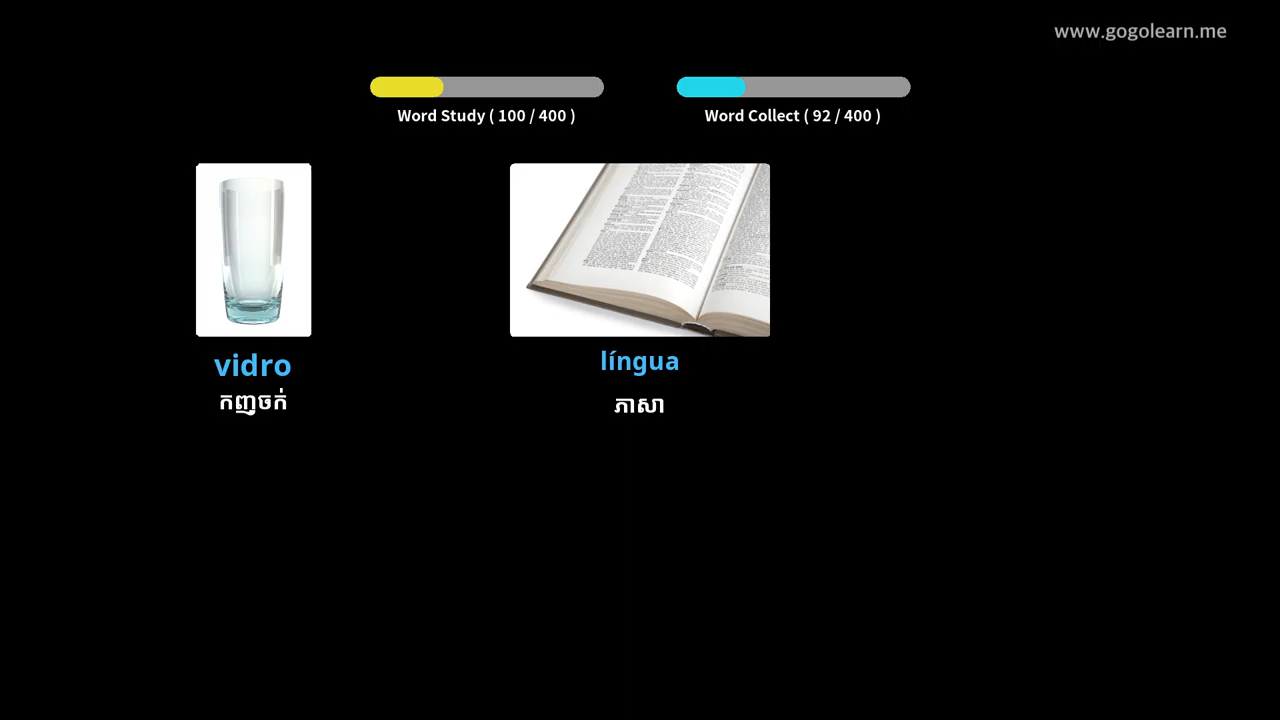 www.gogolearn.me
Word Study ( 100 / 400 )
Word Collect ( 92 / 400 )
vidro
កញ្ចក់
língua
ភាសា